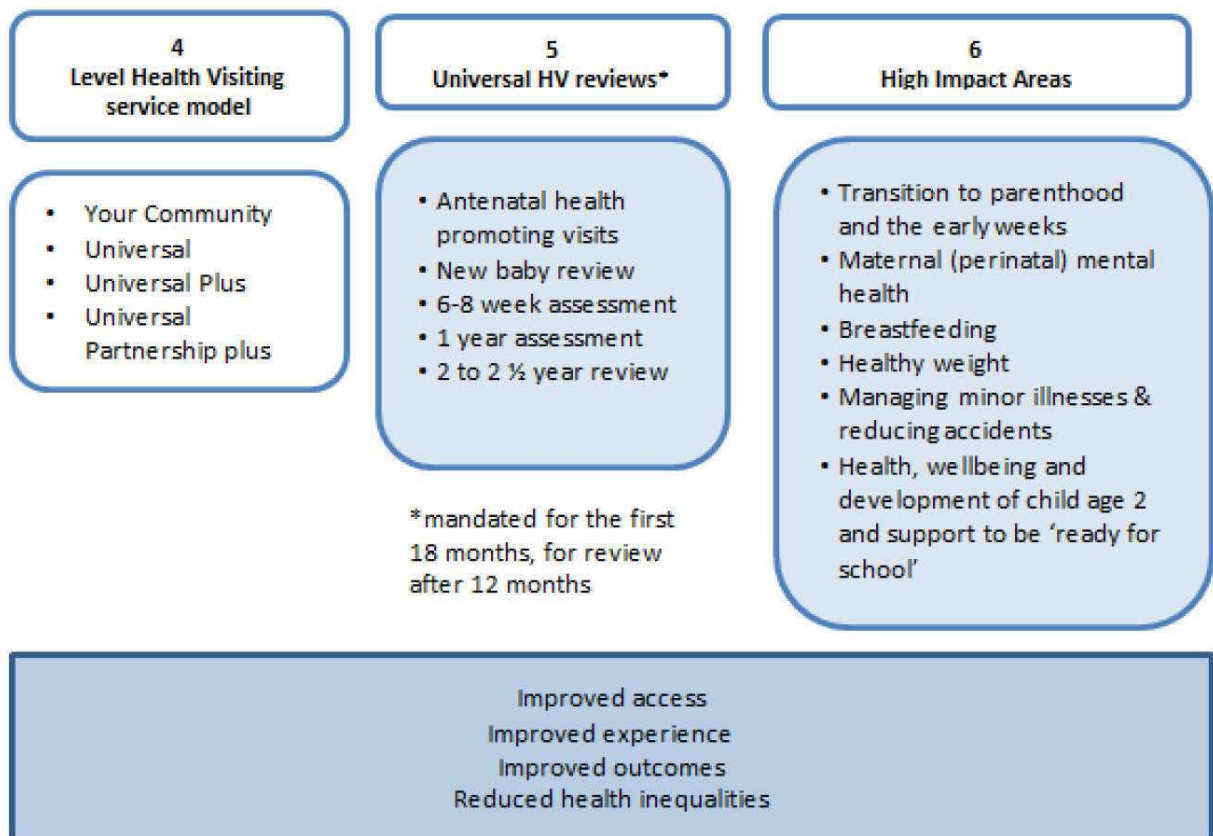 4
Level Health Visiting
service model
• Your Community
• Universal
• Universal Plus
• Universal
Partnership plus
5
Universal HV reviews*
• Antenatal health
promoting visits
• New baby review
• 6-8 week assessment
• 1 year assessment
• 2 to 2 ½ year review
*mandated for the first
18 months, for review
after 12 months
6
High Impact Areas
• Transition to parenthood
and the early weeks
• Maternal (perinatal) mental
health
• Breastfeeding
• Healthy weight
• Managing minor illnesses &
reducing accidents
• Health, wellbeing and
development of child age 2
and support to be ‘ready for
school’
Improved access
Improved experience
Improved outcomes
Reduced health inequalities